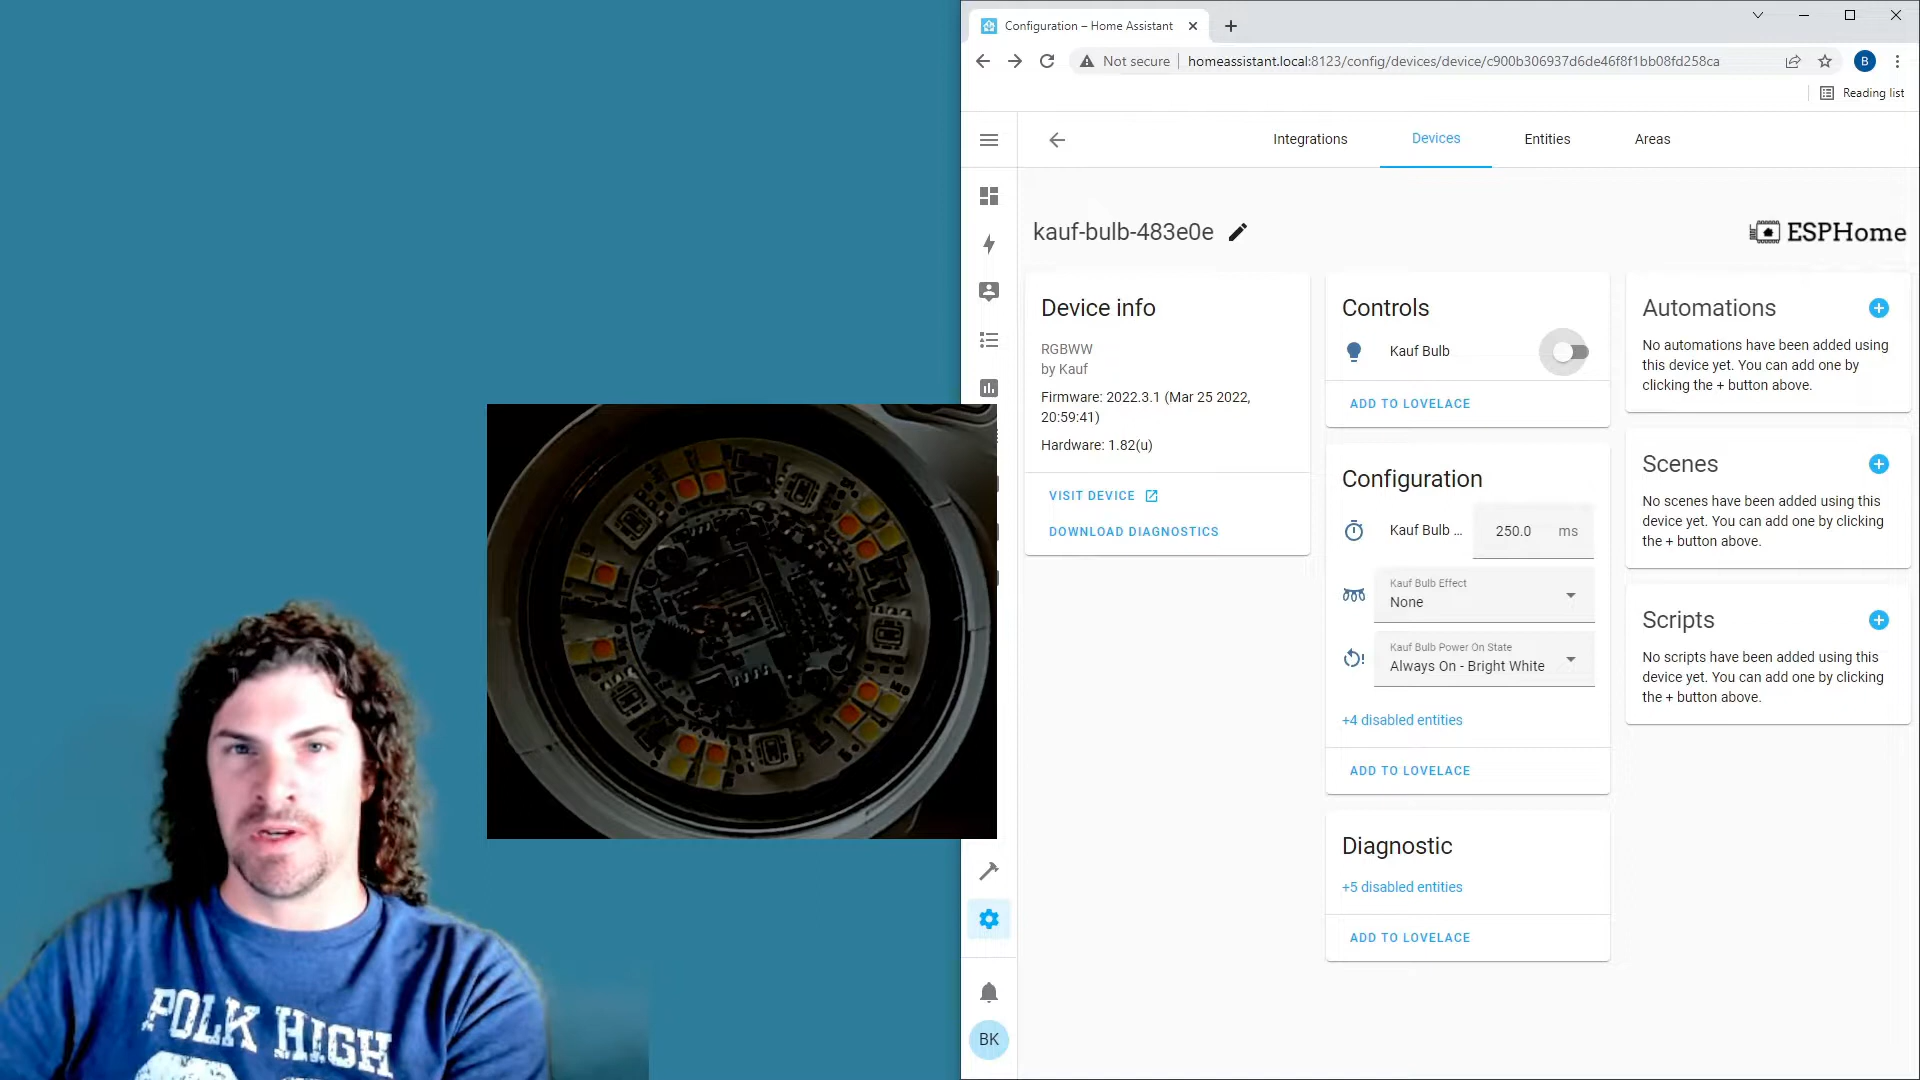 Configuration – Home Assistant
Not secure
homeassistant.local:8123/config/devices/device/c900b306937d6de46f8f1bb08fd258ca
B
Reading list
Integrations
Devices
Entities
Areas
kauf-bulb-483e0e
ESPHome
Device info
RGBWW
by Kauf
Firmware: 2022.3.1 (Mar 25 2022,
20:59:41)
Hardware: 1.82(u)
VISIT DEVICE
DOWNLOAD DIAGNOSTICS
Controls
Kauf Bulb
ADD TO LOVELACE
Configuration
Kauf Bulb ...
250.0 ms
Kauf Bulb Effect
None
Kauf Bulb Power On State
Always On - Bright White
+4 disabled entities
ADD TO LOVELACE
Diagnostic
+5 disabled entities
ADD TO LOVELACE
Automations
No automations have been added using
this device yet. You can add one by
clicking the + button above.
Scenes
No scenes have been added using this
device yet. You can add one by clicking
the + button above.
Scripts
No scripts have been added using this
device yet. You can add one by clicking
the + button above.
BK
POLK HIGH